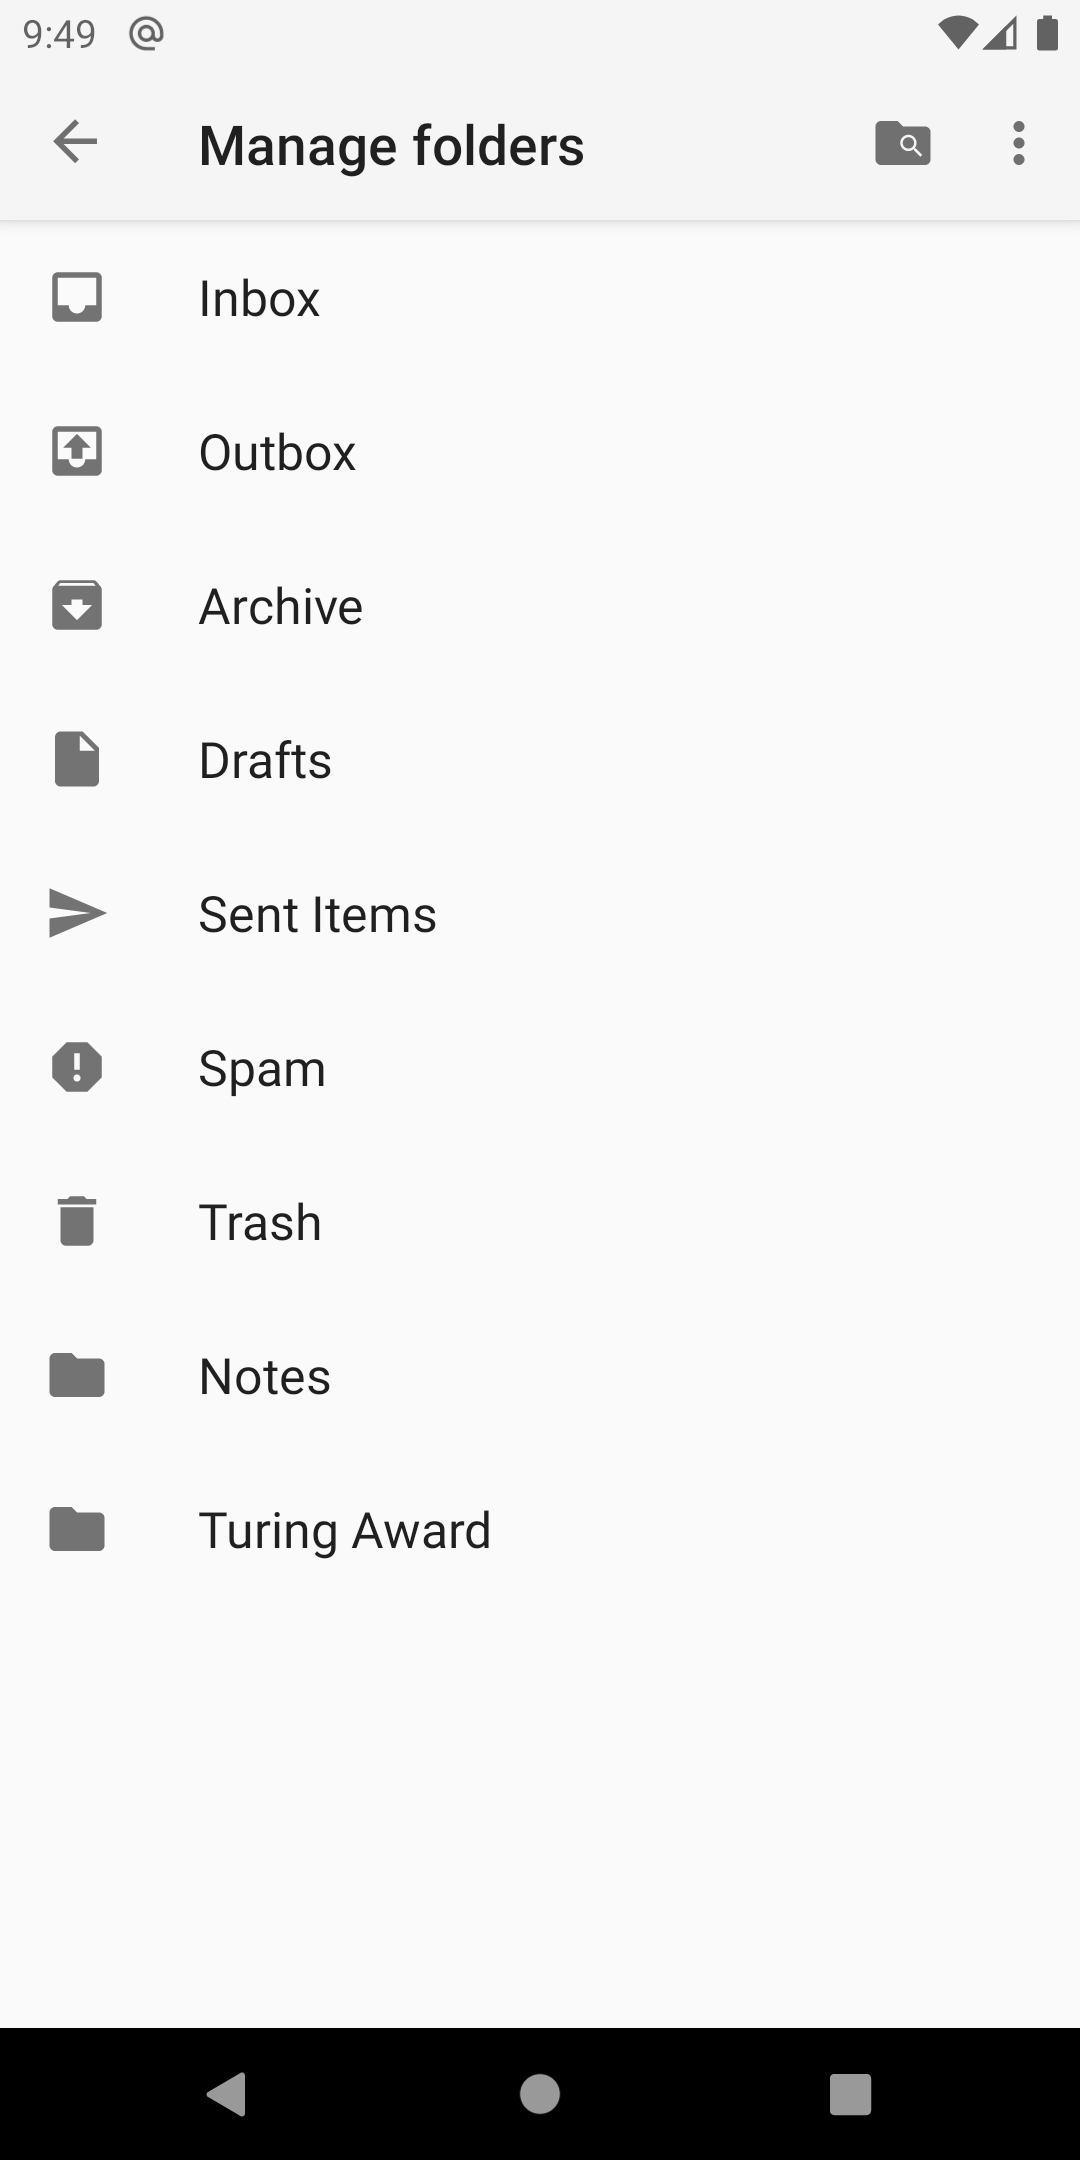 9:49
Manage folders
Inbox
Outbox
Archive
Drafts
Sent Items
Spam
Trash
Notes
Turing Award